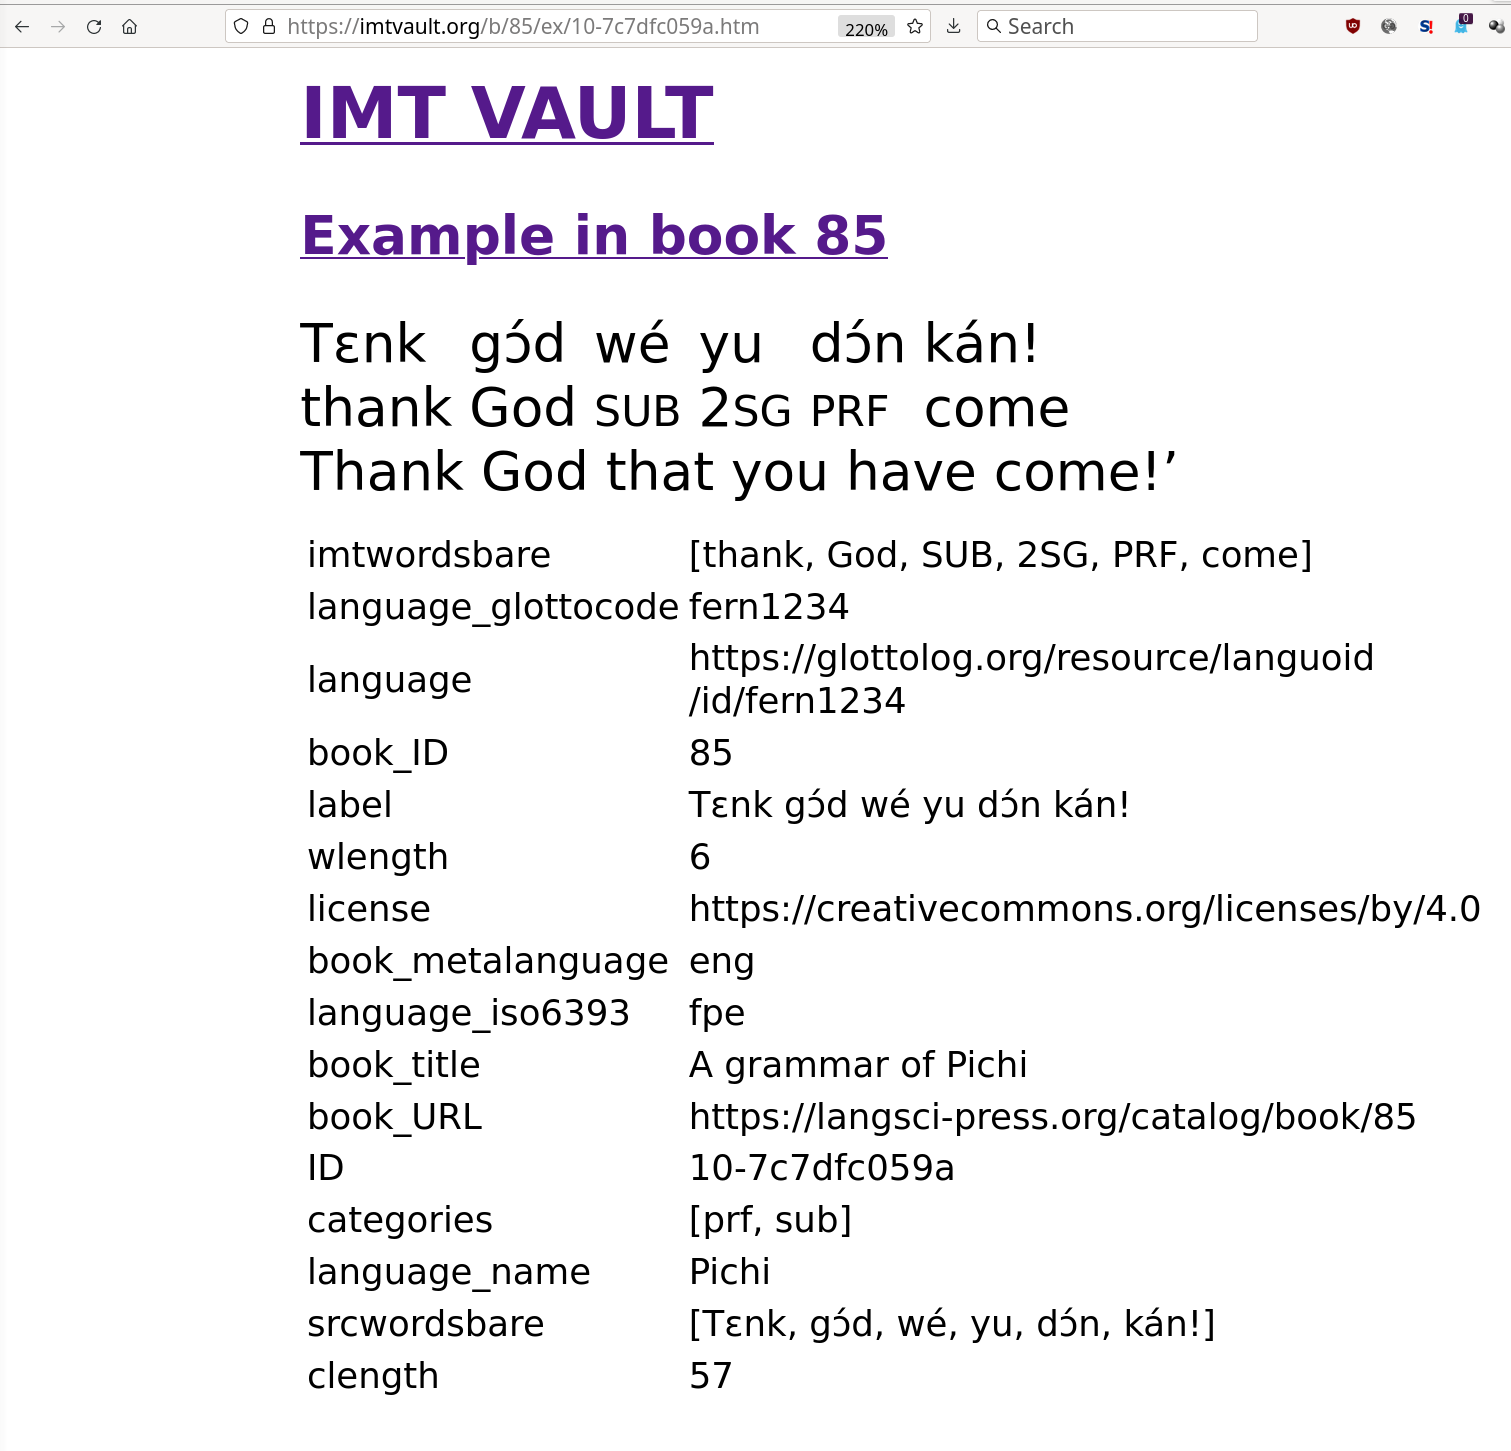 https://imtvault.org/b/85/ex/10-7c7dfc059a.htm 220% Search 0
IMT VAULT
Example in book 85
Tɛnk gɔ́d wé yu dɔ́n kán!
thank God SUB 2SG PRF come
Thank God that you have come!’
imtwordsbare [thank, God, SUB, 2SG, PRF, come]
language_glottocode fern1234
language https://glottolog.org/resource/languoid
/id/fern1234
book_ID 85
label Tɛnk gɔ́d wé yu dɔ́n kán!
wlength 6
license https://creativecommons.org/licenses/by/4.0
book_metalanguage eng
language_iso6393 fpe
book_title A grammar of Pichi
book_URL https://langsci-press.org/catalog/book/85
ID 10-7c7dfc059a
categories [prf, sub]
language_name Pichi
srcwordsbare [Tɛnk, gɔ́d, wé, yu, dɔ́n, kán!]
clength 57